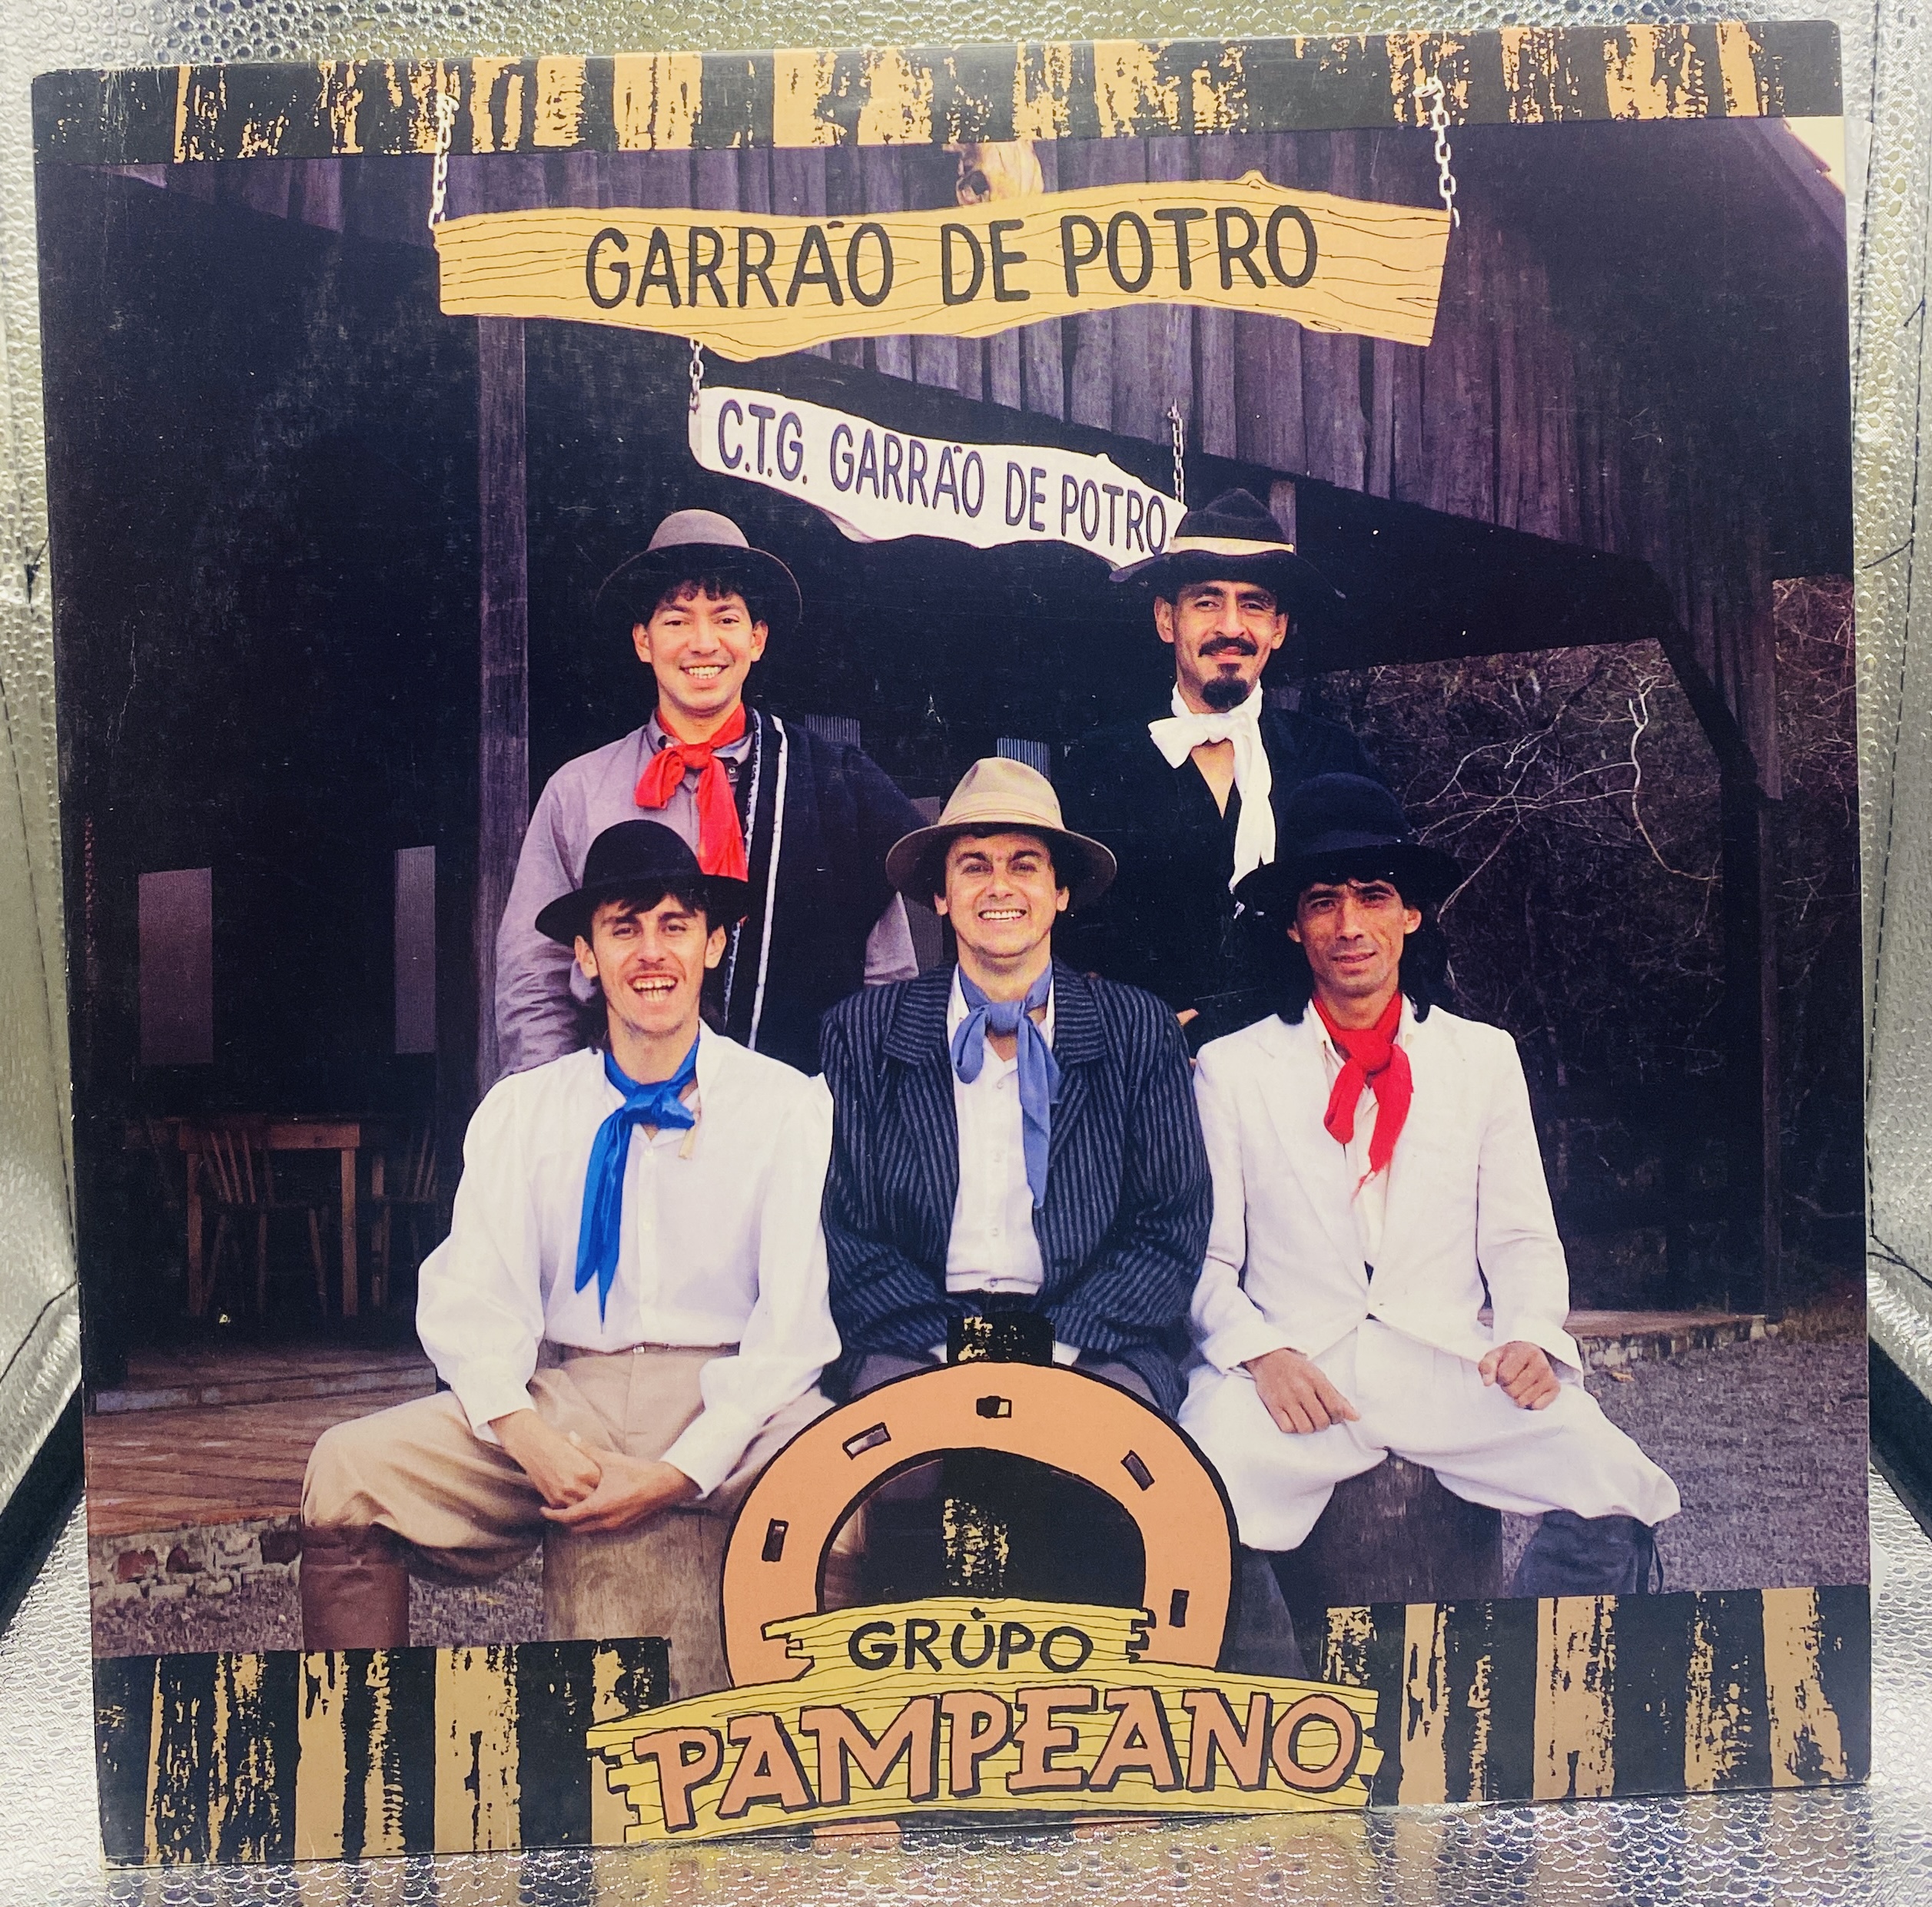 GARRÃO DE POTRO
C.T.G. GARRÃO DE POTRO
GRUPO
PAMPEANO